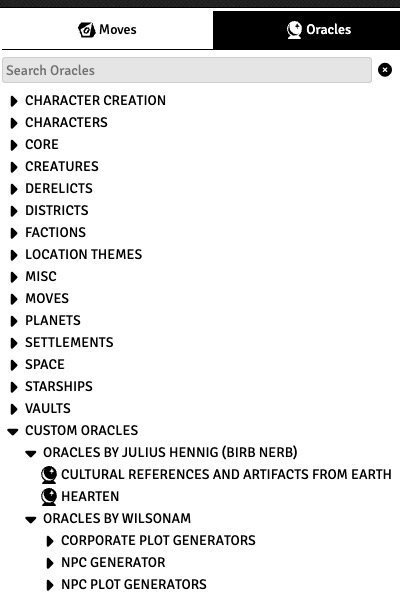 Moves
Oracles
Search Oracles
CHARACTER CREATION
CHARACTERS
CORE
CREATURES
DERELICTS
DISTRICTS
FACTIONS
LOCATION THEMES
MISC
MOVES
PLANETS
SETTLEMENTS
SPACE
STARSHIPS
VAULTS
CUSTOM ORACLES
ORACLES BY JULIUS HENNIG (BIRB NERB)
CULTURAL REFERENCES AND ARTIFACTS FROM EARTH
HEARTEN
ORACLES BY WILSONAM
CORPORATE PLOT GENERATORS
NPC GENERATOR
NPC PLOT GENERATORS